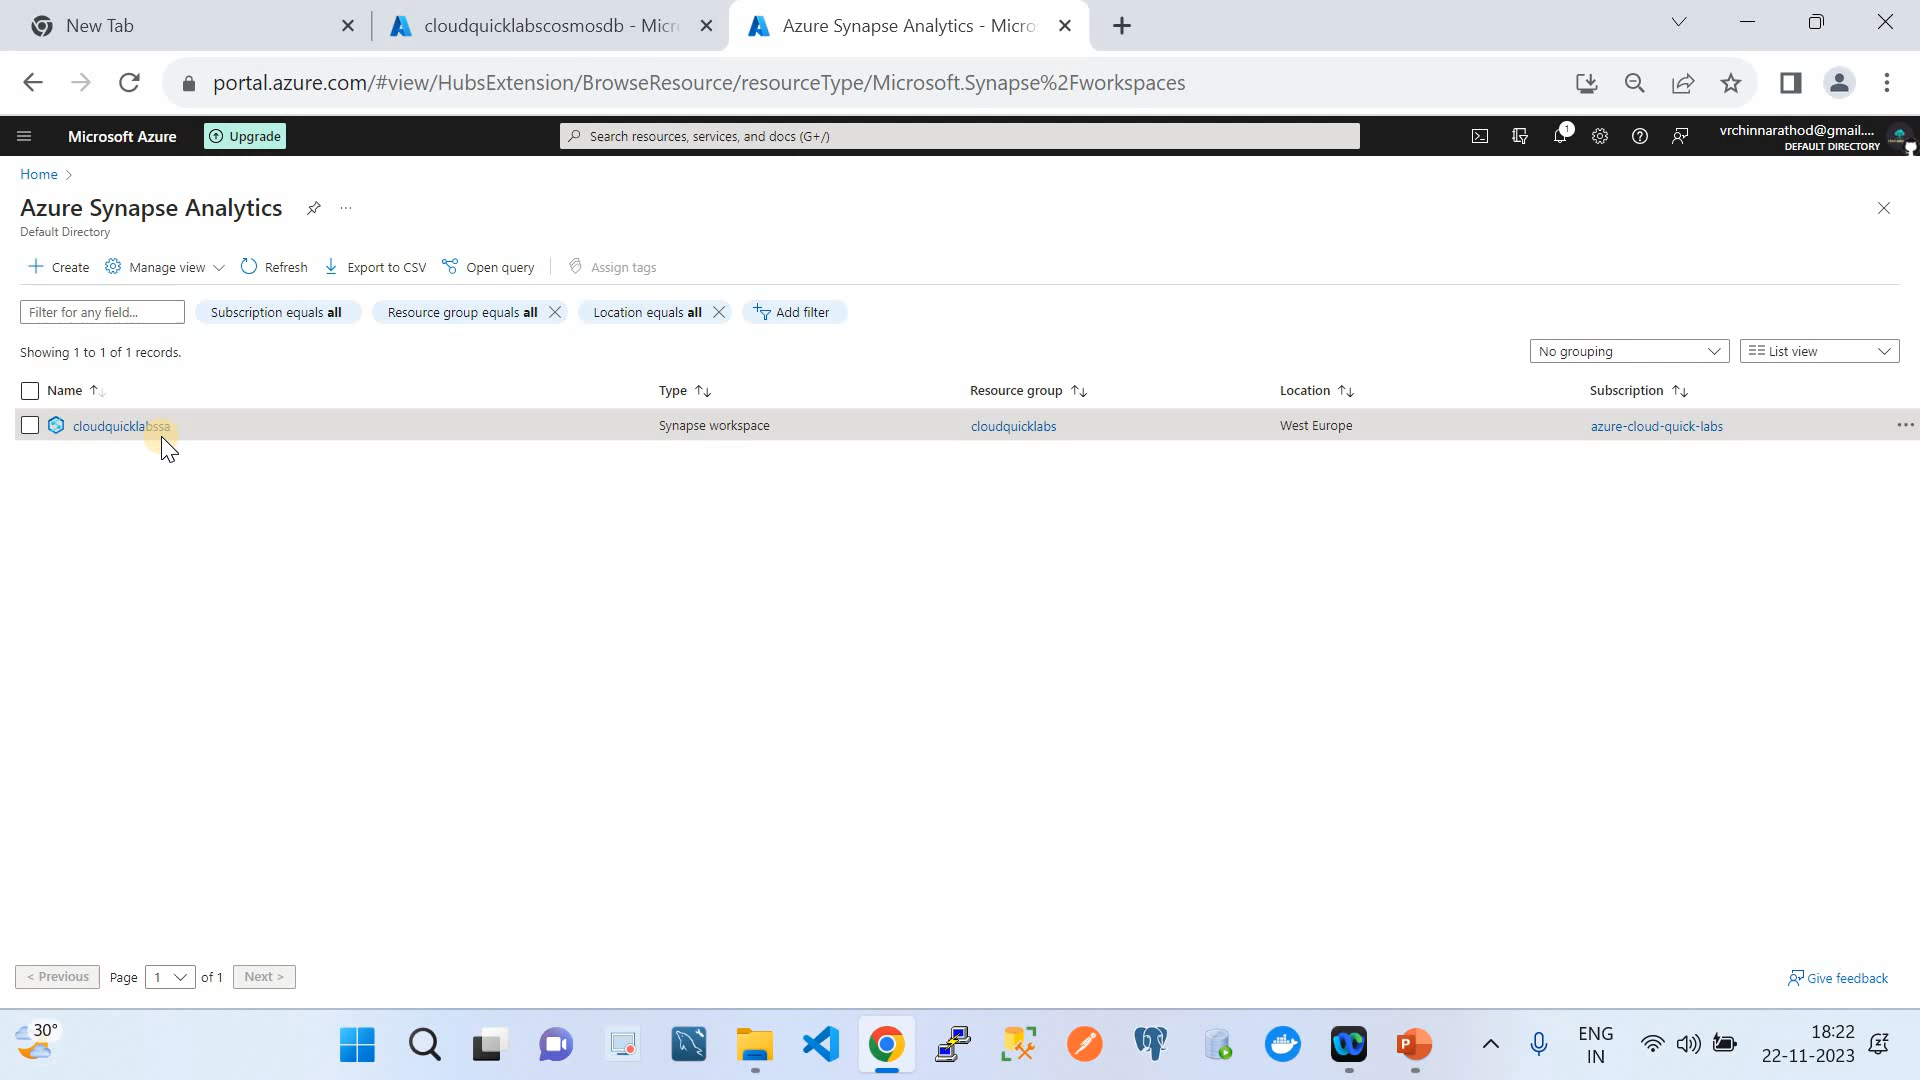 New Tab
cloudquicklabscosmosdb - Micr
Azure Synapse Analytics - Micro
portal.azure.com/#view/HubsExtension/BrowseResource/resourceType/Microsoft.Synapse%2Fworkspaces
Microsoft Azure
Upgrade
Search resources, services, and docs (G+/)
1
vrchinnarathod@gmail....
DEFAULT DIRECTORY
Home >
Azure Synapse Analytics
Default Directory
Create
Manage view
Refresh
Export to CSV
Open query
Assign tags
Filter for any field...
Subscription equals all
Resource group equals all
Location equals all
Add filter
Showing 1 to 1 of 1 records.
No grouping
List view
Name
Type
Resource group
Location
Subscription
cloudquicklabssa
Synapse workspace
cloudquicklabs
West Europe
azure-cloud-quick-labs
< Previous
Page
1
of 1
Next >
Give feedback
30°
ENG
IN
18:22
22-11-2023